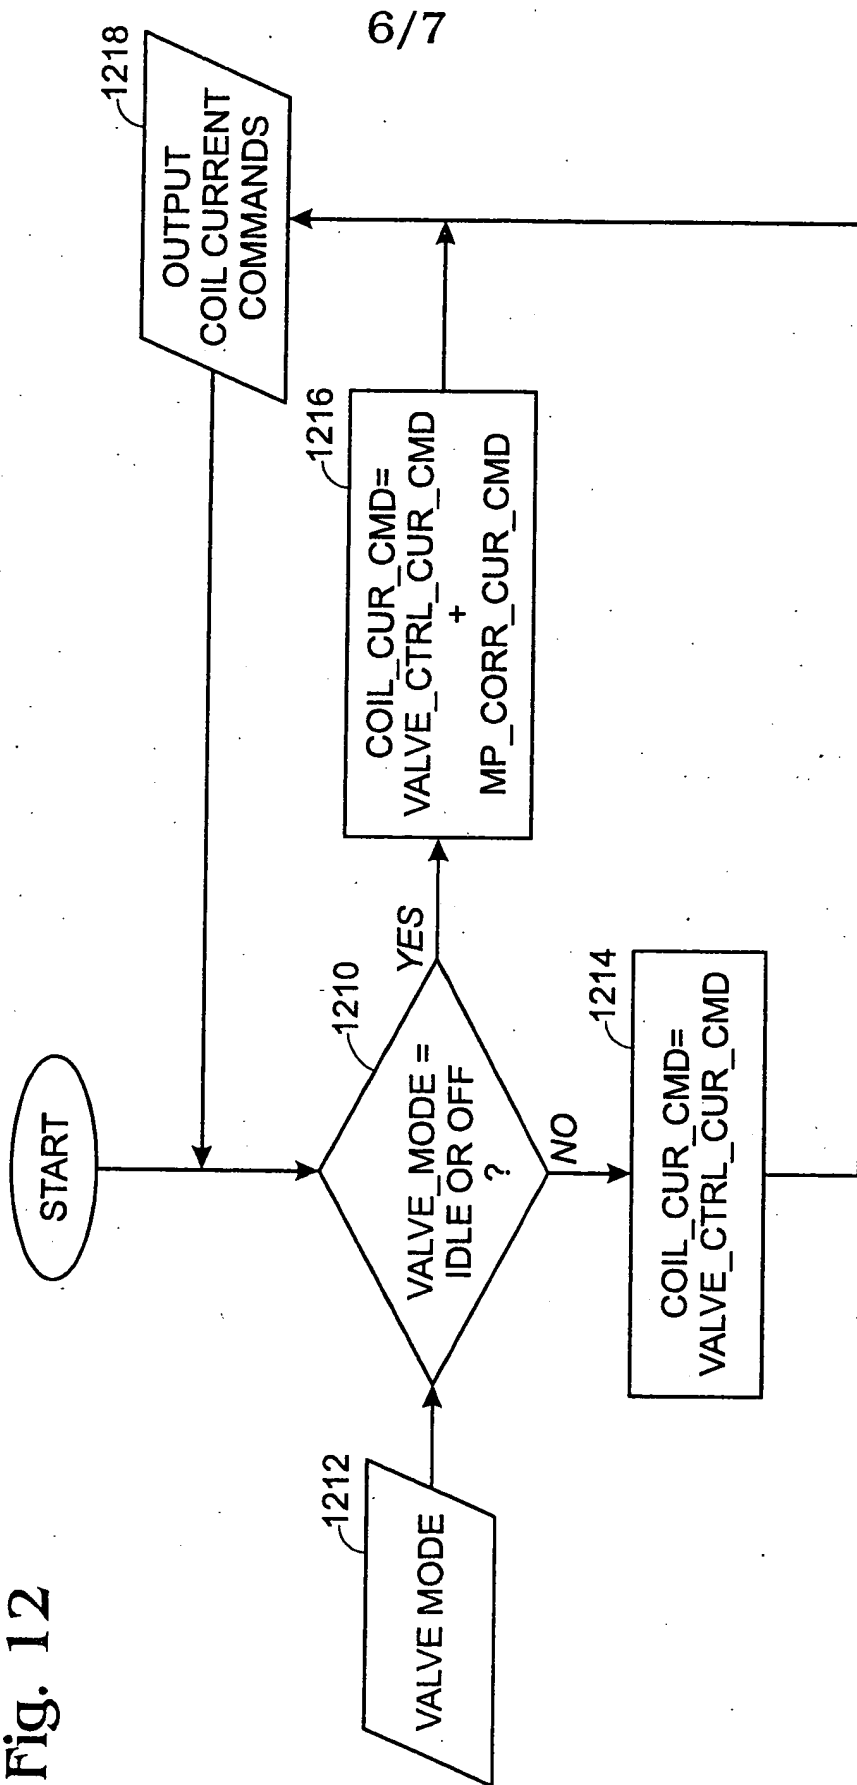 6/7
Fig. 12
START
VALVE MODE
1212
VALVE_MODE =
IDLE OR OFF
?
1210
YES
NO
COIL_CUR_CMD=
VALVE_CTRL_CUR_CMD
+
MP_CORR_CUR_CMD
1216
COIL_CUR_CMD=
VALVE_CTRL_CUR_CMD
1214
OUTPUT
COIL CURRENT
COMMANDS
1218